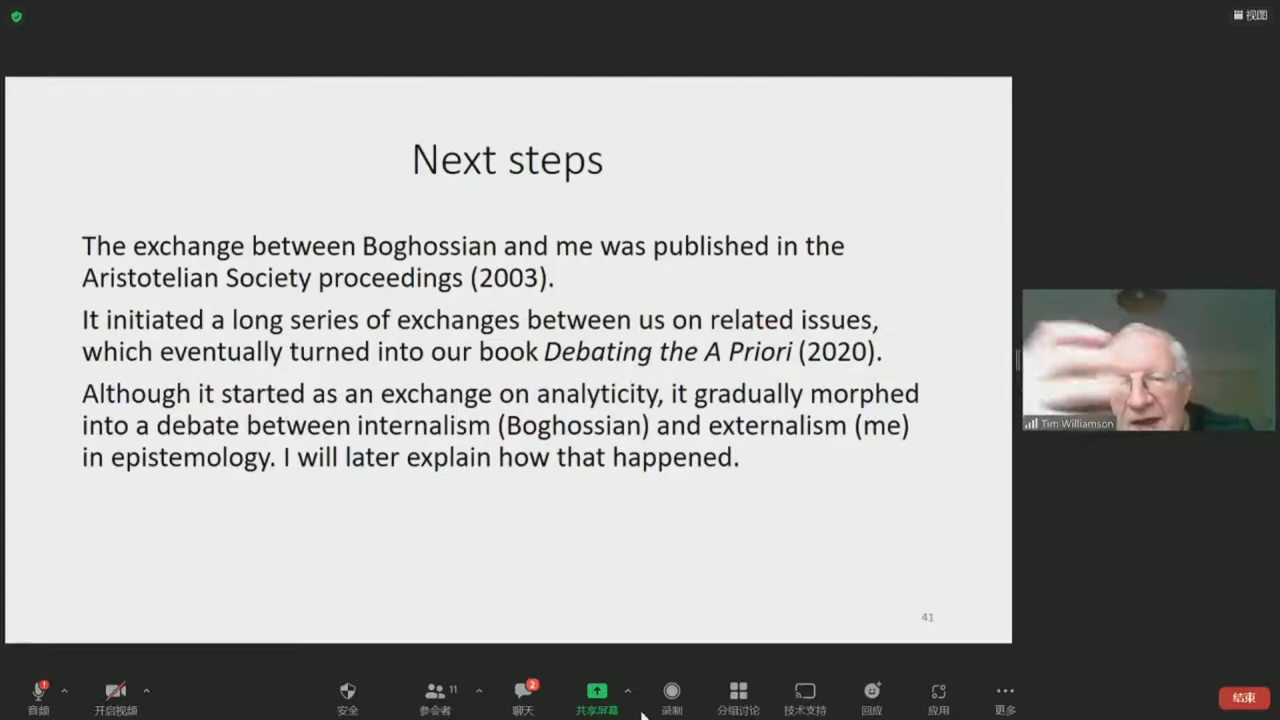 视图
Next steps
The exchange between Boghossian and me was published in the
Aristotelian Society proceedings (2003).
It initiated a long series of exchanges between us on related issues,
which eventually turned into our book Debating the A Priori (2020).
Although it started as an exchange on analyticity, it gradually morphed
into a debate between internalism (Boghossian) and externalism (me)
in epistemology. I will later explain how that happened.
41
Tim Williamson
11
2
音频
开启视频
安全
参会者
聊天
共享屏幕
录制
分组讨论
技术支持
回应
应用
更多
结束